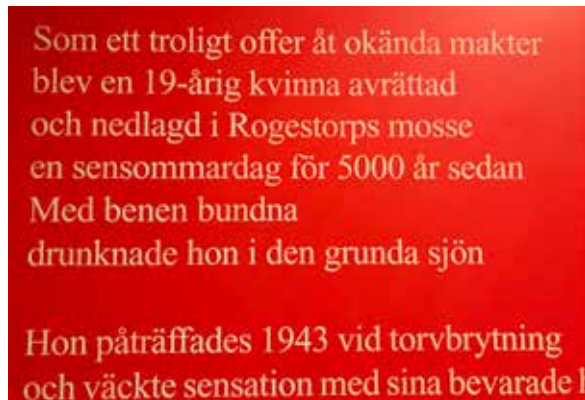 Som ett troligt offer åt okända makter
blev en 19-årig kvinna avrättad
och nedlagd i Rogestorps mosse
en sensommardag för 5000 år sedan
Med benen bundna
drunknade hon i den grunda sjön
Hon påträffades 1943 vid torvbrytning
och väckte sensation med sina bevarade